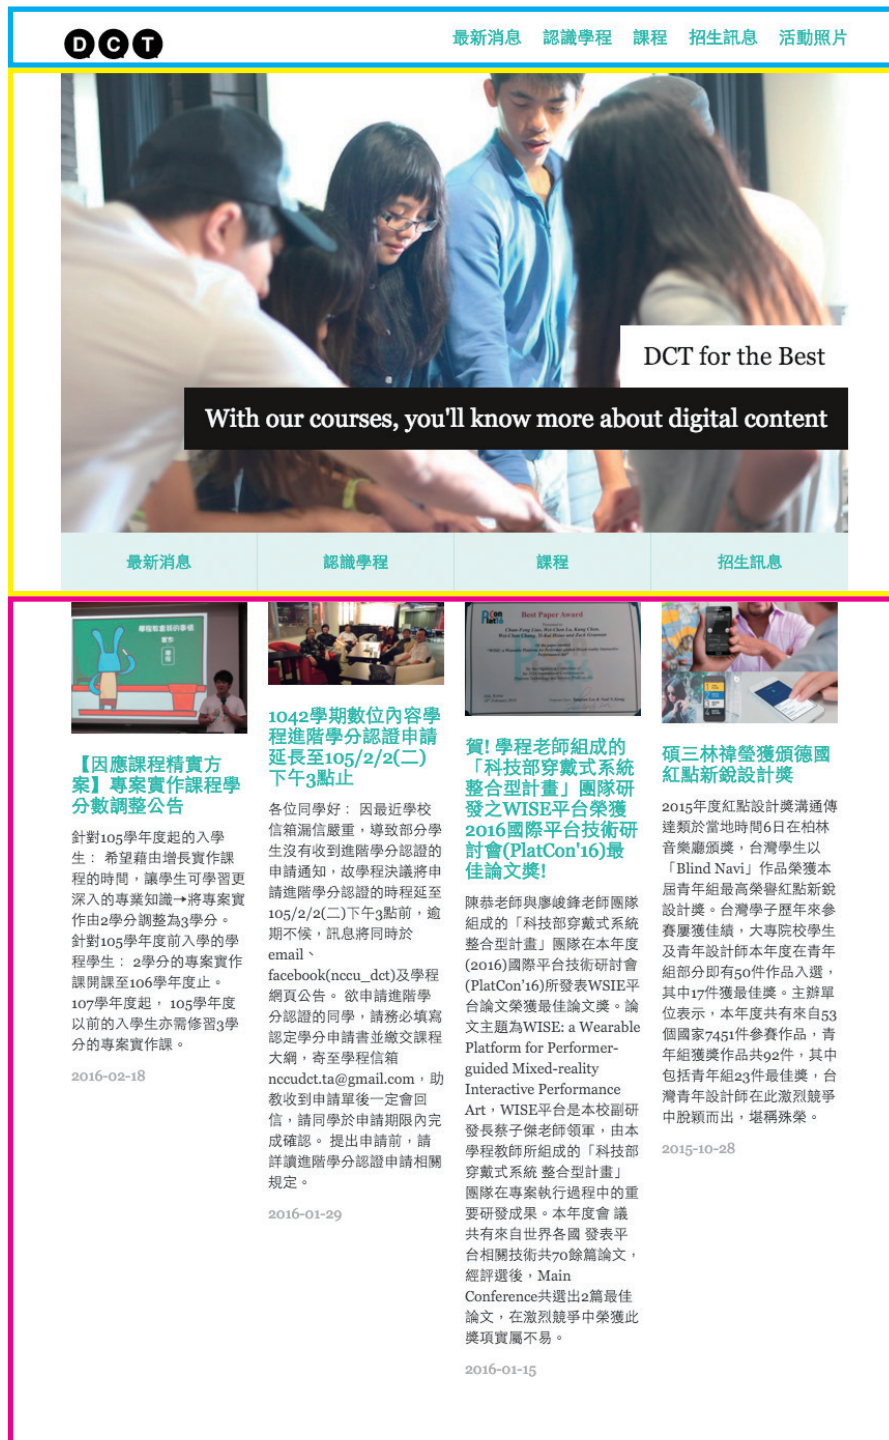 DCT
最新消息 認識學程 課程 招生訊息 活動照片
DCT for the Best
With our courses, you'll know more about digital content
最新消息 認識學程 課程 招生訊息
【因應課程精實方
案】專案實作課程學
分數調整公告
針對105學年度起的入學
生： 希望藉由增長實作課
程的時間，讓學生可學習更
深入的專業知識→將專案實
作由2學分調整為3學分。
針對105學年度前入學的學
程學生： 2學分的專案實作
課開課至106學年度止。
107學年度起， 105學年度
以前的入學生亦需修習3學
分的專案實作課。
2016-02-18
1042學期數位內容學
程進階學分認證申請
延長至105/2/2(二)
下午3點止
各位同學好： 因最近學校
信箱漏信嚴重，導致部分學
生沒有收到進階學分認證的
申請通知，故學程決議將申
請進階學分認證的時程延至
105/2/2(二)下午3點前，逾
期不候，訊息將同時於
email、
facebook(nccu_dct)及學程
網頁公告。 欲申請進階學
分認證的同學，請務必填寫
認定學分申請書並繳交課程
大綱，寄至學程信箱
nccudct.ta@gmail.com，助
教收到申請單後一定會回
信，請同學於申請期限內完
成確認。 提出申請前，請
詳讀進階學分認證申請相關
規定。
2016-01-29
Best Paper Award
賀! 學程老師組成的
「科技部穿戴式系統
整合型計畫」團隊研
發之WISE平台榮獲
2016國際平台技術研
討會(PlatCon'16)最
佳論文獎!
陳恭老師與廖峻鋒老師團隊
組成的「科技部穿戴式系統
整合型計畫」團隊在本年度
(2016)國際平台技術研討會
(PlatCon'16)所發表WSIE平
台論文榮獲最佳論文獎。論
文主題為WISE: a Wearable
Platform for Performer-
guided Mixed-reality
Interactive Performance
Art，WISE平台是本校副研
發長蔡子傑老師領軍，由本
學程教師所組成的「科技部
穿戴式系統 整合型計畫」
團隊在專案執行過程中的重
要研發成果。本年度會 議
共有來自世界各國 發表平
台相關技術共70餘篇論文，
經評選後，Main
Conference共選出2篇最佳
論文，在激烈競爭中榮獲此
獎項實屬不易。
2016-01-15
碩三林禕瑩獲頒德國
紅點新銳設計獎
2015年度紅點設計獎溝通傳
達類於當地時間6日在柏林
音樂廳頒獎，台灣學生以
「Blind Navi」作品榮獲本
屆青年組最高榮譽紅點新銳
設計獎。台灣學子歷年來參
賽屢獲佳績，大專院校學生
及青年設計師本年度在青年
組部分即有50件作品入選，
其中17件獲最佳獎。主辦單
位表示，本年度共有來自53
個國家7451件參賽作品，青
年組獲獎作品共92件，其中
包括青年組23件最佳獎，台
灣青年設計師在此激烈競爭
中脫穎而出，堪稱殊榮。
2015-10-28